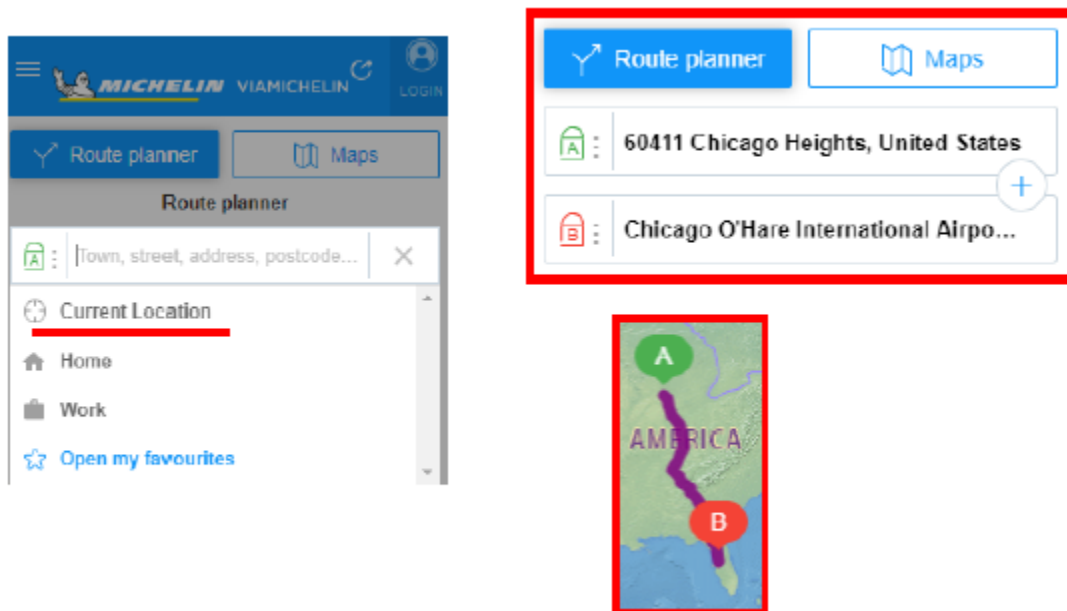 MICHELIN VIAMICHELIN
LOGIN
Route planner
Maps
Route planner
A
Town, street, address, postcode...
Current Location
Home
Work
Open my favourites
Route planner
Maps
A
60411 Chicago Heights, United States
+
B
Chicago O'Hare International Airpo...
A
AMERICA
B